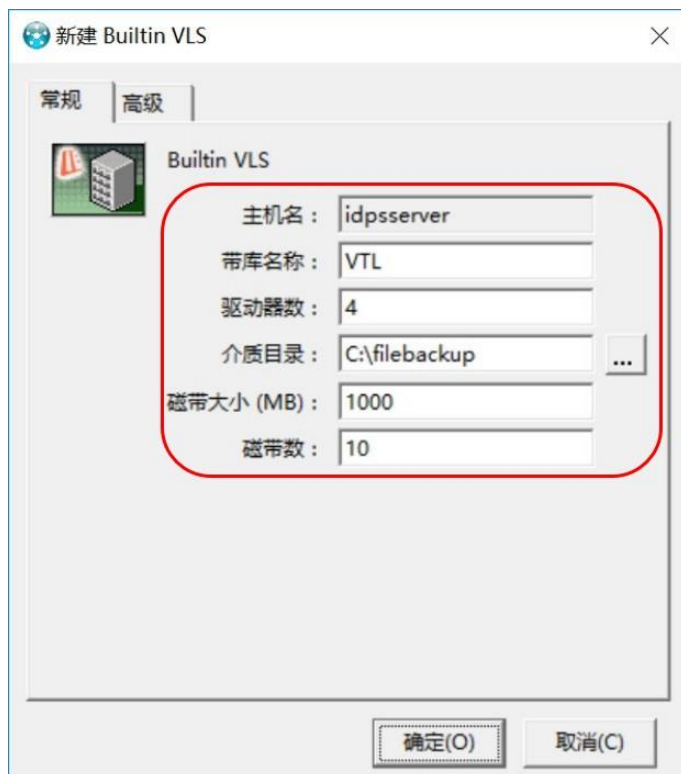 新建 Builtin VLS
常规 高级
Builtin VLS
主机名： idpsserver
带库名称： VTL
驱动器数： 4
介质目录： C:\filebackup ...
磁带大小 (MB)： 1000
磁带数： 10
确定(O) 取消(C)